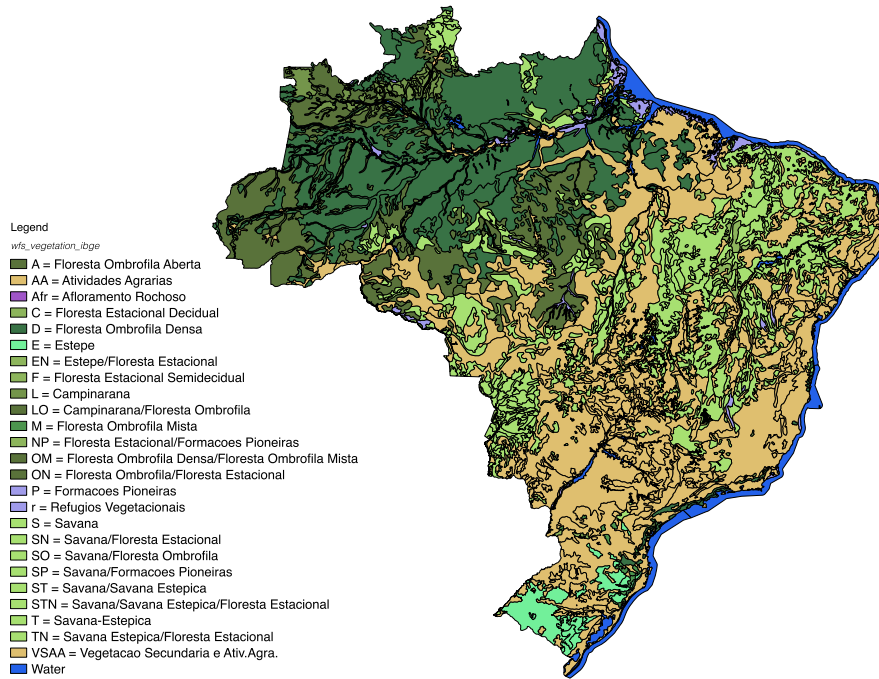 Legend
wfs_vegetation_ibge
A = Floresta Ombrofila Aberta
AA = Atividades Agrarias
Afr = Afloramento Rochoso
C = Floresta Estacional Decidual
D = Floresta Ombrofila Densa
E = Estepe
EN = Estepe/Floresta Estacional
F = Floresta Estacional Semidecidual
L = Campinarana
LO = Campinarana/Floresta Ombrofila
M = Floresta Ombrofila Mista
NP = Floresta Estacional/Formacoes Pioneiras
OM = Floresta Ombrofila Densa/Floresta Ombrofila Mista
ON = Floresta Ombrofila/Floresta Estacional
P = Formacoes Pioneiras
r = Refugios Vegetacionais
S = Savana
SN = Savana/Floresta Estacional
SO = Savana/Floresta Ombrofila
SP = Savana/Formacoes Pioneiras
ST = Savana/Savana Estepica
STN = Savana/Savana Estepica/Floresta Estacional
T = Savana-Estepica
TN = Savana Estepica/Floresta Estacional
VSAA = Vegetacao Secundaria e Ativ.Agra.
Water